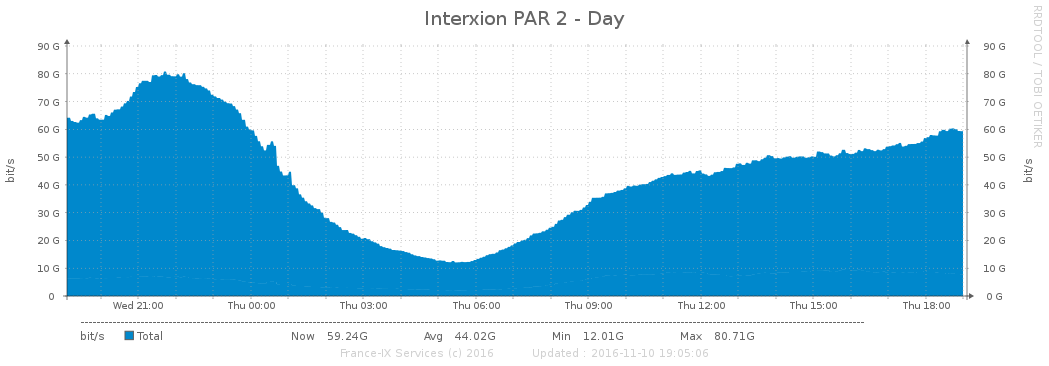 Interxion PAR 2 - Day
RRDTOOL / TOBI OETIKER
90 G 90 G
80 G 80 G
70 G 70 G
60 G 60 G
50 G 50 G
40 G 40 G
30 G 30 G
20 G 20 G
10 G 10 G
0 0 G
bit/s
bit/s
Wed 21:00 Thu 00:00 Thu 03:00 Thu 06:00 Thu 09:00 Thu 12:00 Thu 15:00 Thu 18:00
bit/s Total Now 59.24G Avg 44.02G Min 12.01G Max 80.71G
France-IX Services (c) 2016 Updated : 2016-11-10 19:05:06